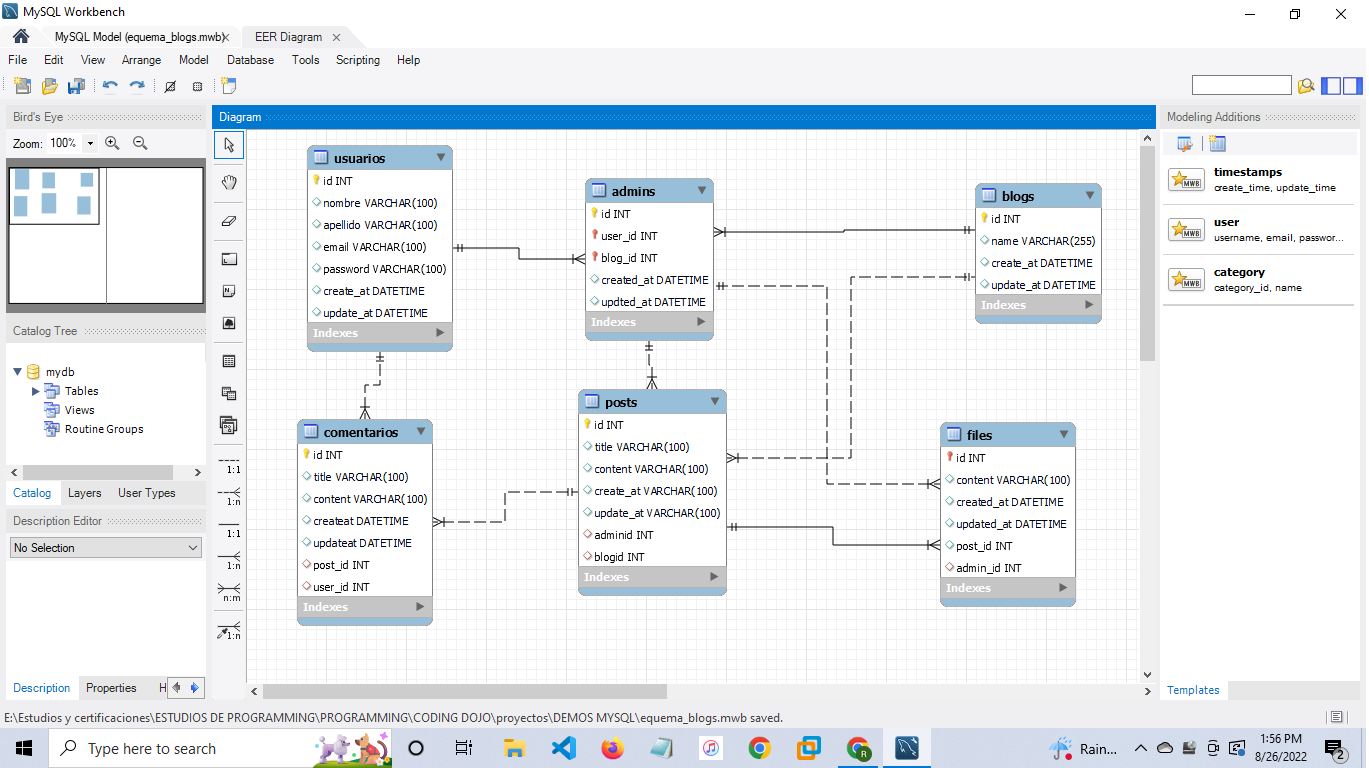 MySQL Workbench
MySQL Model (equema_blogs.mwb)
EER Diagram
File Edit View Arrange Model Database Tools Scripting Help
Bird's Eye
Zoom: 100%
Catalog Tree
mydb
Tables
Views
Routine Groups
Catalog Layers User Types
Description Editor
No Selection
Description Properties H
Diagram
1:1
1:n
1:1
1:n
n:m
1:n
usuarios
id INT
nombre VARCHAR(100)
apellido VARCHAR(100)
email VARCHAR(100)
password VARCHAR(100)
create_at DATETIME
update_at DATETIME
Indexes
admins
id INT
user_id INT
blog_id INT
created_at DATETIME
updted_at DATETIME
Indexes
blogs
id INT
name VARCHAR(255)
create_at DATETIME
update_at DATETIME
Indexes
comentarios
id INT
title VARCHAR(100)
content VARCHAR(100)
createat DATETIME
updateat DATETIME
post_id INT
user_id INT
Indexes
posts
id INT
title VARCHAR(100)
content VARCHAR(100)
create_at VARCHAR(100)
update_at VARCHAR(100)
adminid INT
blogid INT
Indexes
files
id INT
content VARCHAR(100)
created_at DATETIME
updated_at DATETIME
post_id INT
admin_id INT
Indexes
Modeling Additions
MWB
timestamps
create_time, update_time
MWB
user
username, email, passwor...
MWB
category
category_id, name
Templates
E:\Estudios y certificaciones\ESTUDIOS DE PROGRAMMING\PROGRAMMING\CODING DOJO\proyectos\DEMOS MYSQL\equema_blogs.mwb saved.
Type here to search
R
Rain...
1:56 PM
8/26/2022
2